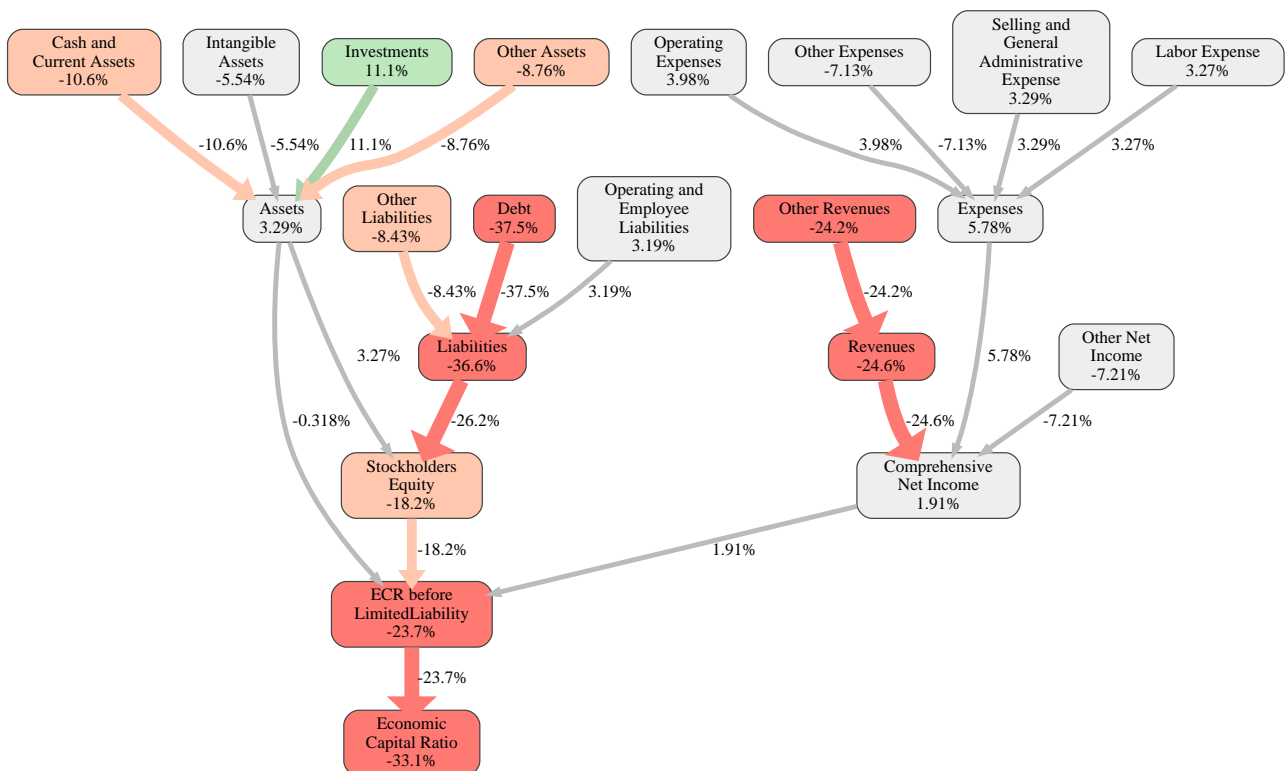 Cash and
Current Assets
-10.6%
Intangible
Assets
-5.54%
Investments
11.1%
Other Assets
-8.76%
Operating
Expenses
3.98%
Other Expenses
-7.13%
Selling and
General
Administrative
Expense
3.29%
Labor Expense
3.27%
-10.6%
-5.54%
11.1%
-8.76%
3.98%
-7.13%
3.29%
3.27%
Assets
3.29%
Other
Liabilities
-8.43%
Debt
-37.5%
Operating and
Employee
Liabilities
3.19%
Other Revenues
-24.2%
Expenses
5.78%
-8.43%
-37.5%
3.19%
-24.2%
3.27%
Liabilities
-36.6%
Revenues
-24.6%
5.78%
Other Net
Income
-7.21%
-0.318%
-26.2%
-24.6%
-7.21%
Stockholders
Equity
-18.2%
Comprehensive
Net Income
1.91%
-18.2%
1.91%
ECR before
LimitedLiability
-23.7%
-23.7%
Economic
Capital Ratio
-33.1%